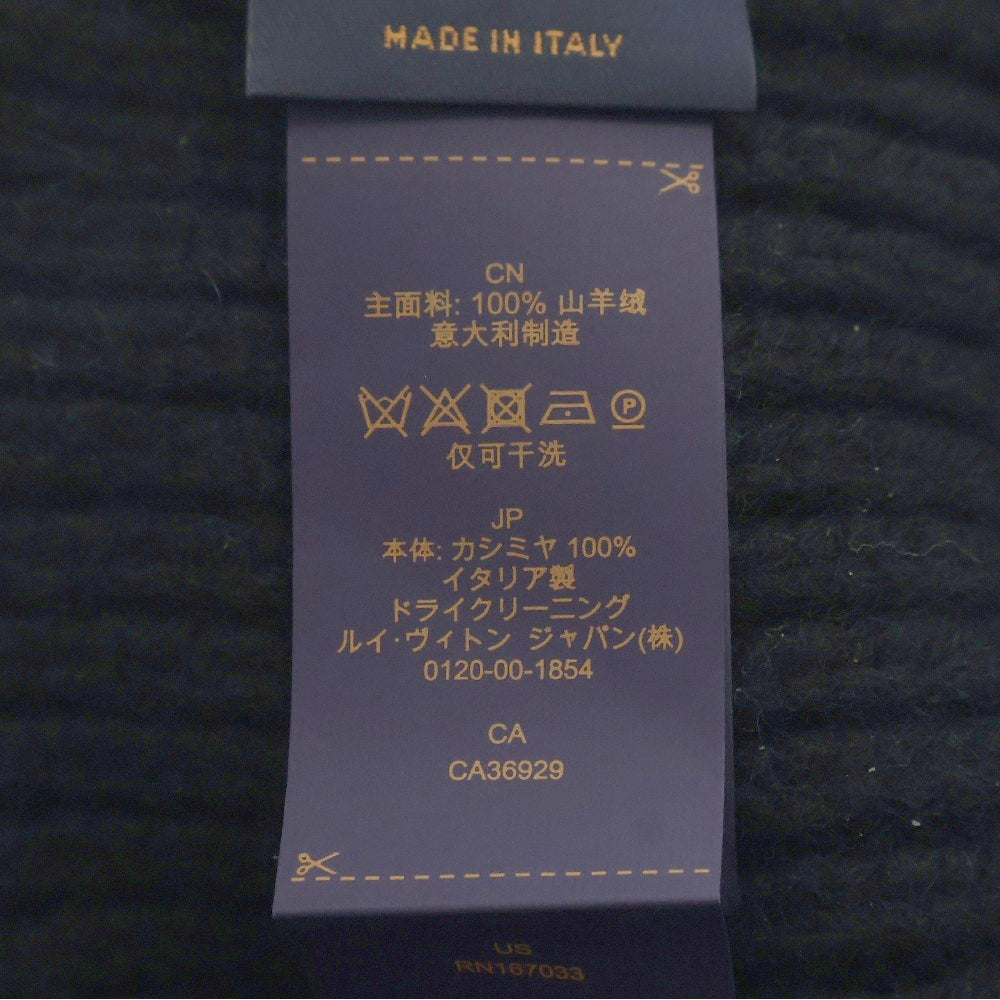 MADE IN ITALY
CN
主面料: 100% 山羊绒
意大利制造
P
仅可干洗
JP
本体: カシミヤ 100%
イタリア製
ドライクリーニング
ルイ·ヴィトン ジャパン(株)
0120-00-1854
CA
CA36929
US
RN167033